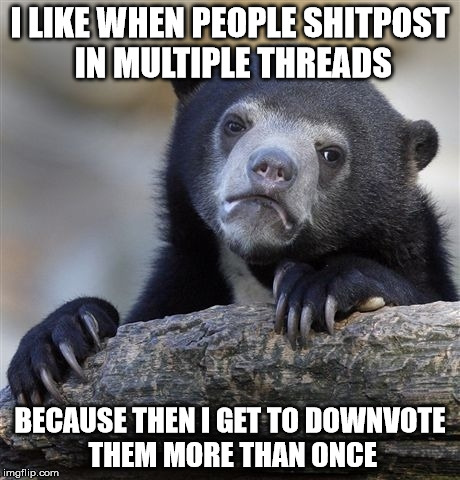 I LIKE WHEN PEOPLE SHITPOST
IN MULTIPLE THREADS
BECAUSE THEN I GET TO DOWNVOTE
THEM MORE THAN ONCE
imgflip.com